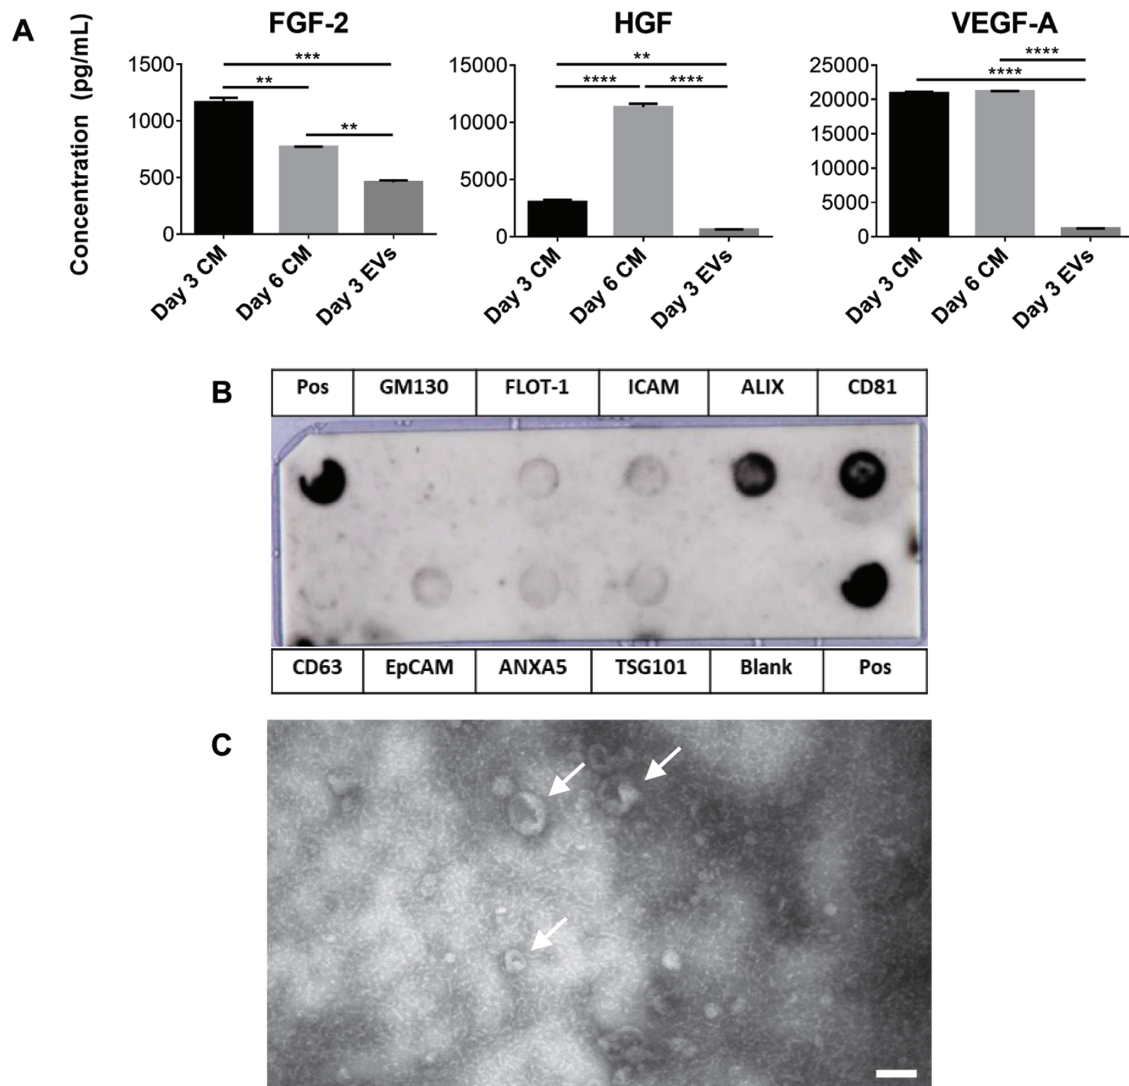 A
FGF-2
HGF
VEGF-A
Concentration (pg/mL)
1500
1000
500
0
***
**
**
Day 3 CM
Day 6 CM
Day 3 EVs
15000
10000
5000
0
**
****
****
Day 3 CM
Day 6 CM
Day 3 EVs
25000
20000
15000
10000
5000
0
****
****
Day 3 CM
Day 6 CM
Day 3 EVs
B
Pos GM130 FLOT-1 ICAM ALIX CD81
CD63 EpCAM ANXA5 TSG101 Blank Pos
C